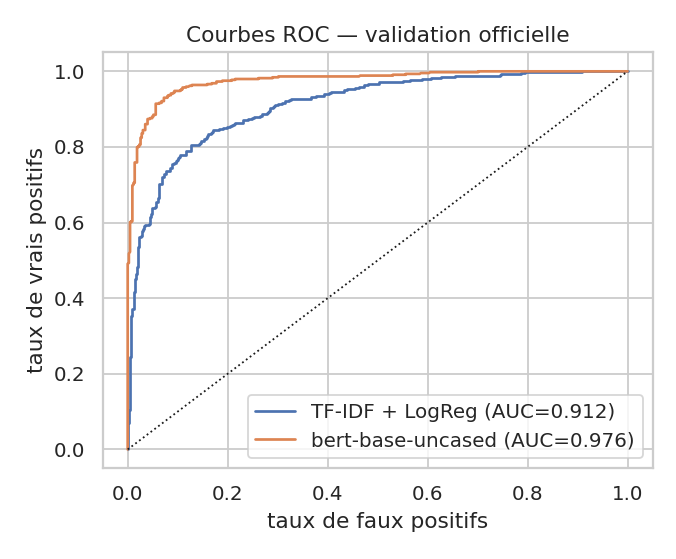 Courbes ROC — validation officielle
taux de vrais positifs
1.0
0.8
0.6
0.4
0.2
0.0
0.0 0.2 0.4 0.6 0.8 1.0
taux de faux positifs
TF-IDF + LogReg (AUC=0.912)
bert-base-uncased (AUC=0.976)